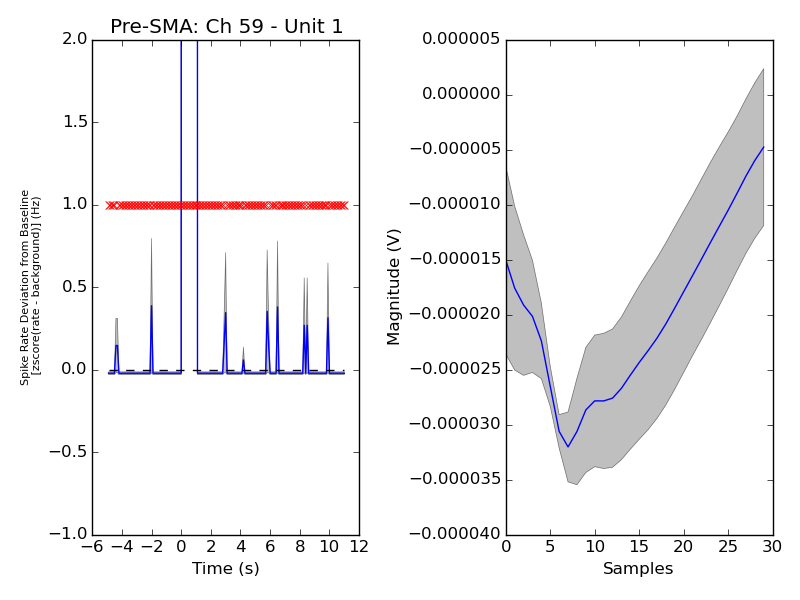 Pre-SMA: Ch 59 - Unit 1
Spike Rate Deviation from Baseline
[zscore(rate - background)] (Hz)
2.0
1.5
1.0
0.5
0.0
−0.5
−1.0
−6 −4 −2 0 2 4 6 8 10 12
Time (s)
Magnitude (V)
0.000005
0.000000
−0.000005
−0.000010
−0.000015
−0.000020
−0.000025
−0.000030
−0.000035
−0.000040
0 5 10 15 20 25 30
Samples